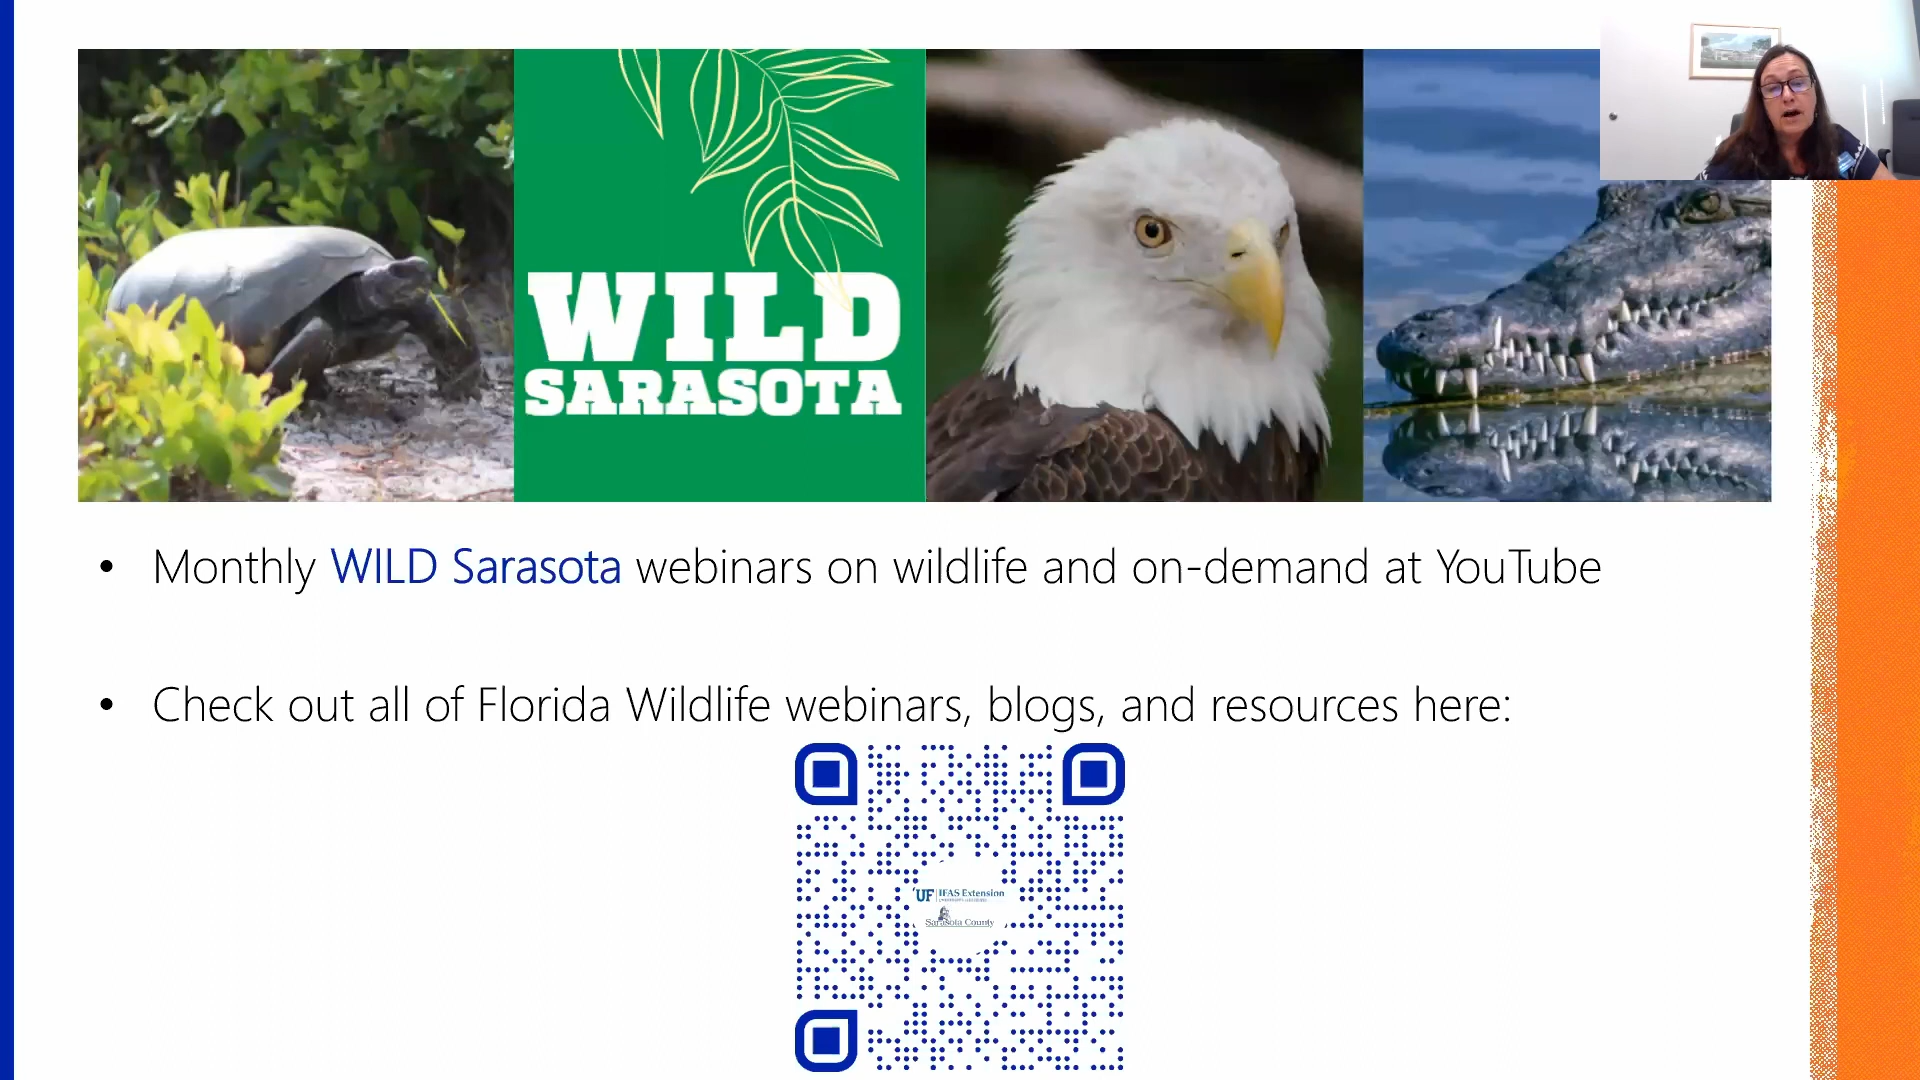 WILD
SARASOTA
• Monthly WILD Sarasota webinars on wildlife and on-demand at YouTube
• Check out all of Florida Wildlife webinars, blogs, and resources here:
UF IFAS Extension
Sarasota County